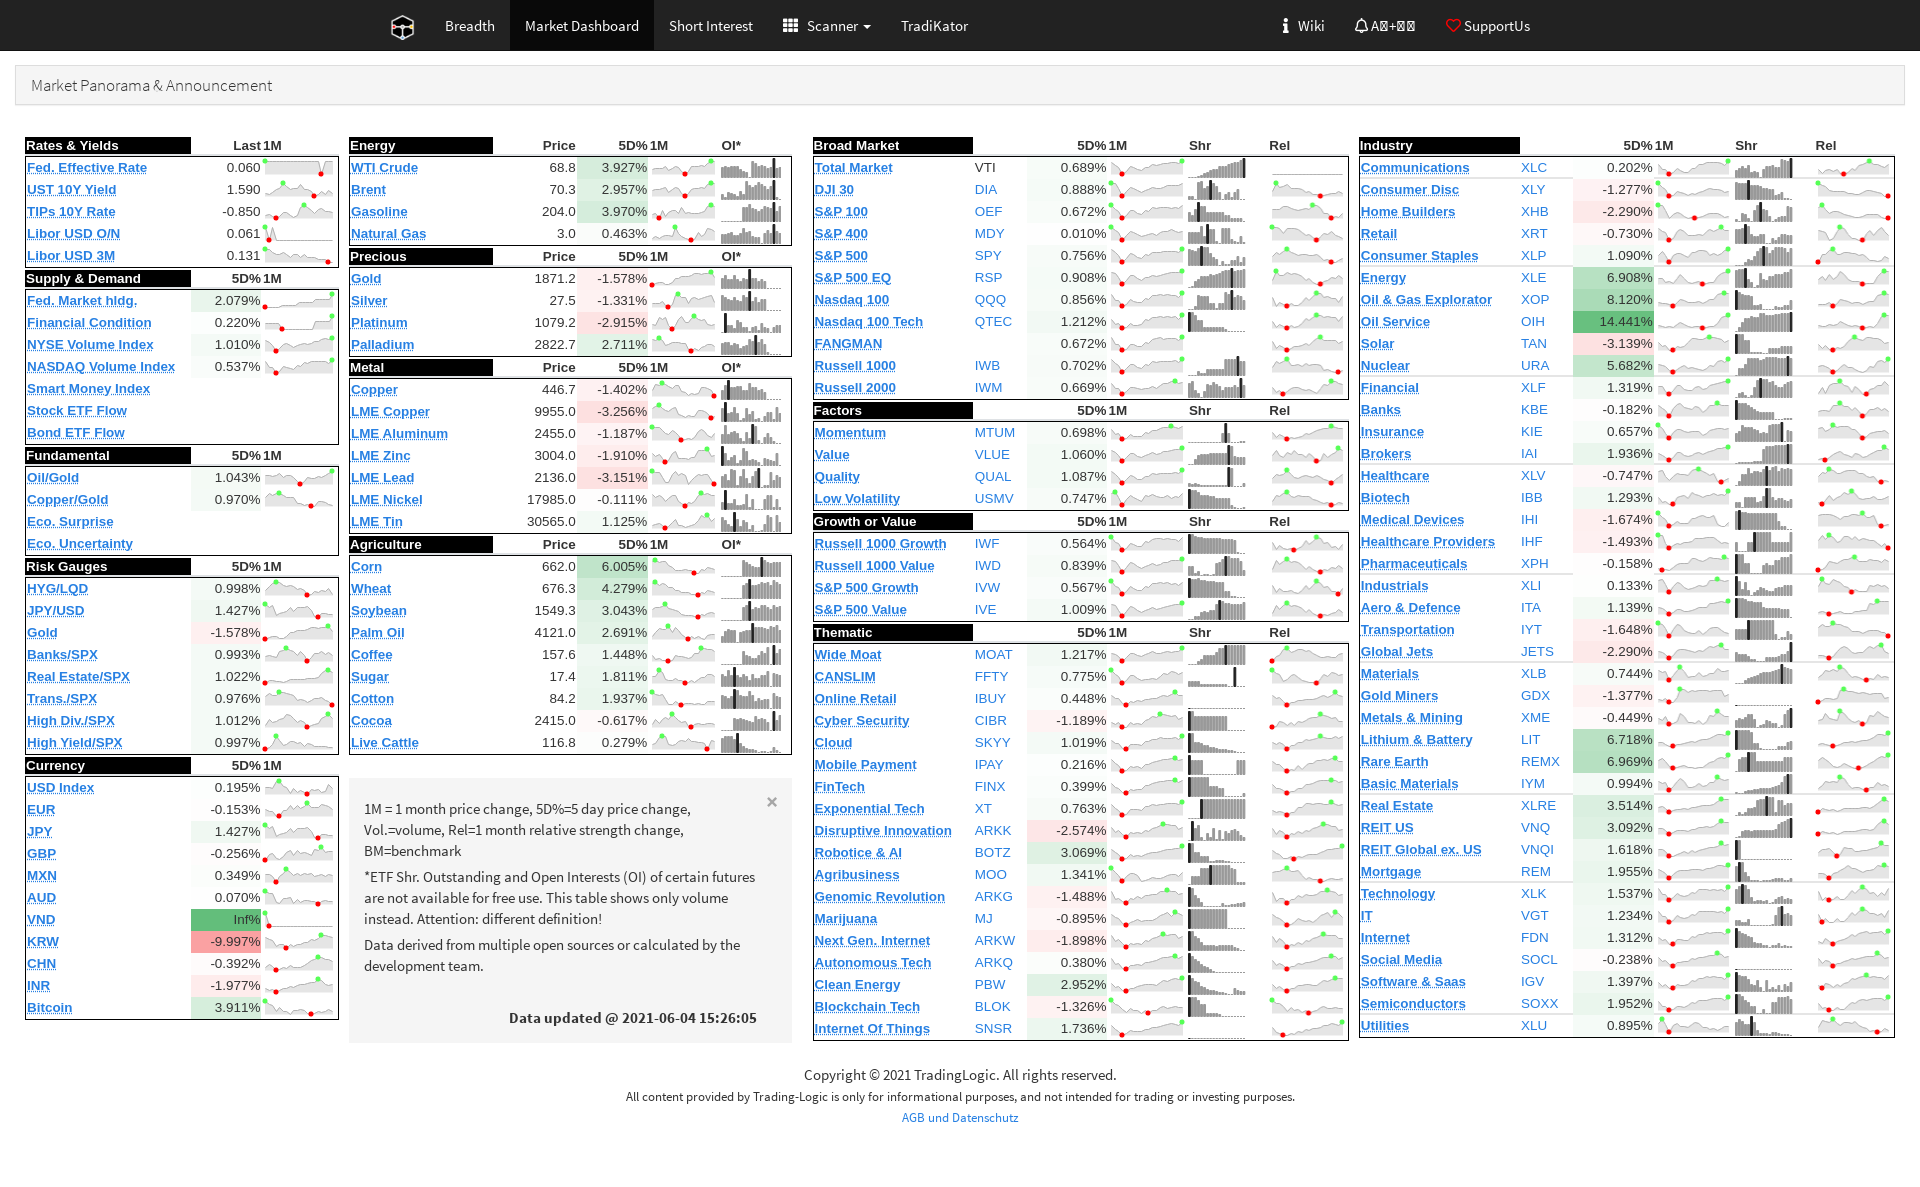 Breadth Market Dashboard Short Interest Scanner TradiKator Wiki SupportUs
Market Panorama & Announcement
Rates & Yields Last 1M
Fed. Effective Rate 0.060
UST 10Y Yield 1.590
TIPs 10Y Rate -0.850
Libor USD O/N 0.061
Libor USD 3M 0.131
Supply & Demand 5D% 1M
Fed. Market hldg. 2.079%
Financial Condition 0.220%
NYSE Volume Index 1.010%
NASDAQ Volume Index 0.537%
Smart Money Index
Stock ETF Flow
Bond ETF Flow
Fundamental 5D% 1M
Oil/Gold 1.043%
Copper/Gold 0.970%
Eco. Surprise
Eco. Uncertainty
Risk Gauges 5D% 1M
HYG/LQD 0.998%
JPY/USD 1.427%
Gold -1.578%
Banks/SPX 0.993%
Real Estate/SPX 1.022%
Trans./SPX 0.976%
High Div./SPX 1.012%
High Yield/SPX 0.997%
Currency 5D% 1M
USD Index 0.195%
EUR -0.153%
JPY 1.427%
GBP -0.256%
MXN 0.349%
AUD 0.070%
VND Inf%
KRW -9.997%
CHN -0.392%
INR -1.977%
Bitcoin 3.911%
Energy Price 5D% 1M OI*
WTI Crude 68.8 3.927%
Brent 70.3 2.957%
Gasoline 204.0 3.970%
Natural Gas 3.0 0.463%
Precious Price 5D% 1M OI*
Gold 1871.2 -1.578%
Silver 27.5 -1.331%
Platinum 1079.2 -2.915%
Palladium 2822.7 2.711%
Metal Price 5D% 1M OI*
Copper 446.7 -1.402%
LME Copper 9955.0 -3.256%
LME Aluminum 2455.0 -1.187%
LME Zinc 3004.0 -1.910%
LME Lead 2136.0 -3.151%
LME Nickel 17985.0 -0.111%
LME Tin 30565.0 1.125%
Agriculture Price 5D% 1M OI*
Corn 662.0 6.005%
Wheat 676.3 4.279%
Soybean 1549.3 3.043%
Palm Oil 4121.0 2.691%
Coffee 157.6 1.448%
Sugar 17.4 1.811%
Cotton 84.2 1.937%
Cocoa 2415.0 -0.617%
Live Cattle 116.8 0.279%
×
1M = 1 month price change, 5D%=5 day price change,
Vol.=volume, Rel=1 month relative strength change,
BM=benchmark
*ETF Shr. Outstanding and Open Interests (OI) of certain futures
are not available for free use. This table shows only volume
instead. Attention: different definition!
Data derived from multiple open sources or calculated by the
development team.
Data updated @ 2021-06-04 15:26:05
Broad Market 5D% 1M Shr Rel
Total Market VTI 0.689%
DJI 30 DIA 0.888%
S&P 100 OEF 0.672%
S&P 400 MDY 0.010%
S&P 500 SPY 0.756%
S&P 500 EQ RSP 0.908%
Nasdaq 100 QQQ 0.856%
Nasdaq 100 Tech QTEC 1.212%
FANGMAN 0.672%
Russell 1000 IWB 0.702%
Russell 2000 IWM 0.669%
Factors 5D% 1M Shr Rel
Momentum MTUM 0.698%
Value VLUE 1.060%
Quality QUAL 1.087%
Low Volatility USMV 0.747%
Growth or Value 5D% 1M Shr Rel
Russell 1000 Growth IWF 0.564%
Russell 1000 Value IWD 0.839%
S&P 500 Growth IVW 0.567%
S&P 500 Value IVE 1.009%
Thematic 5D% 1M Shr Rel
Wide Moat MOAT 1.217%
CANSLIM FFTY 0.775%
Online Retail IBUY 0.448%
Cyber Security CIBR -1.189%
Cloud SKYY 1.019%
Mobile Payment IPAY 0.216%
FinTech FINX 0.399%
Exponential Tech XT 0.763%
Disruptive Innovation ARKK -2.574%
Robotice & AI BOTZ 3.069%
Agribusiness MOO 1.341%
Genomic Revolution ARKG -1.488%
Marijuana MJ -0.895%
Next Gen. Internet ARKW -1.898%
Autonomous Tech ARKQ 0.380%
Clean Energy PBW 2.952%
Blockchain Tech BLOK -1.326%
Internet Of Things SNSR 1.736%
Industry 5D% 1M Shr Rel
Communications XLC 0.202%
Consumer Disc XLY -1.277%
Home Builders XHB -2.290%
Retail XRT -0.730%
Consumer Staples XLP 1.090%
Energy XLE 6.908%
Oil & Gas Explorator XOP 8.120%
Oil Service OIH 14.441%
Solar TAN -3.139%
Nuclear URA 5.682%
Financial XLF 1.319%
Banks KBE -0.182%
Insurance KIE 0.657%
Brokers IAI 1.936%
Healthcare XLV -0.747%
Biotech IBB 1.293%
Medical Devices IHI -1.674%
Healthcare Providers IHF -1.493%
Pharmaceuticals XPH -0.158%
Industrials XLI 0.133%
Aero & Defence ITA 1.139%
Transportation IYT -1.648%
Global Jets JETS -2.290%
Materials XLB 0.744%
Gold Miners GDX -1.377%
Metals & Mining XME -0.449%
Lithium & Battery LIT 6.718%
Rare Earth REMX 6.969%
Basic Materials IYM 0.994%
Real Estate XLRE 3.514%
REIT US VNQ 3.092%
REIT Global ex. US VNQI 1.618%
Mortgage REM 1.955%
Technology XLK 1.537%
IT VGT 1.234%
Internet FDN 1.312%
Social Media SOCL -0.238%
Software & Saas IGV 1.397%
Semiconductors SOXX 1.952%
Utilities XLU 0.895%
Copyright © 2021 TradingLogic. All rights reserved.
All content provided by Trading-Logic is only for informational purposes, and not intended for trading or investing purposes.
AGB und Datenschutz